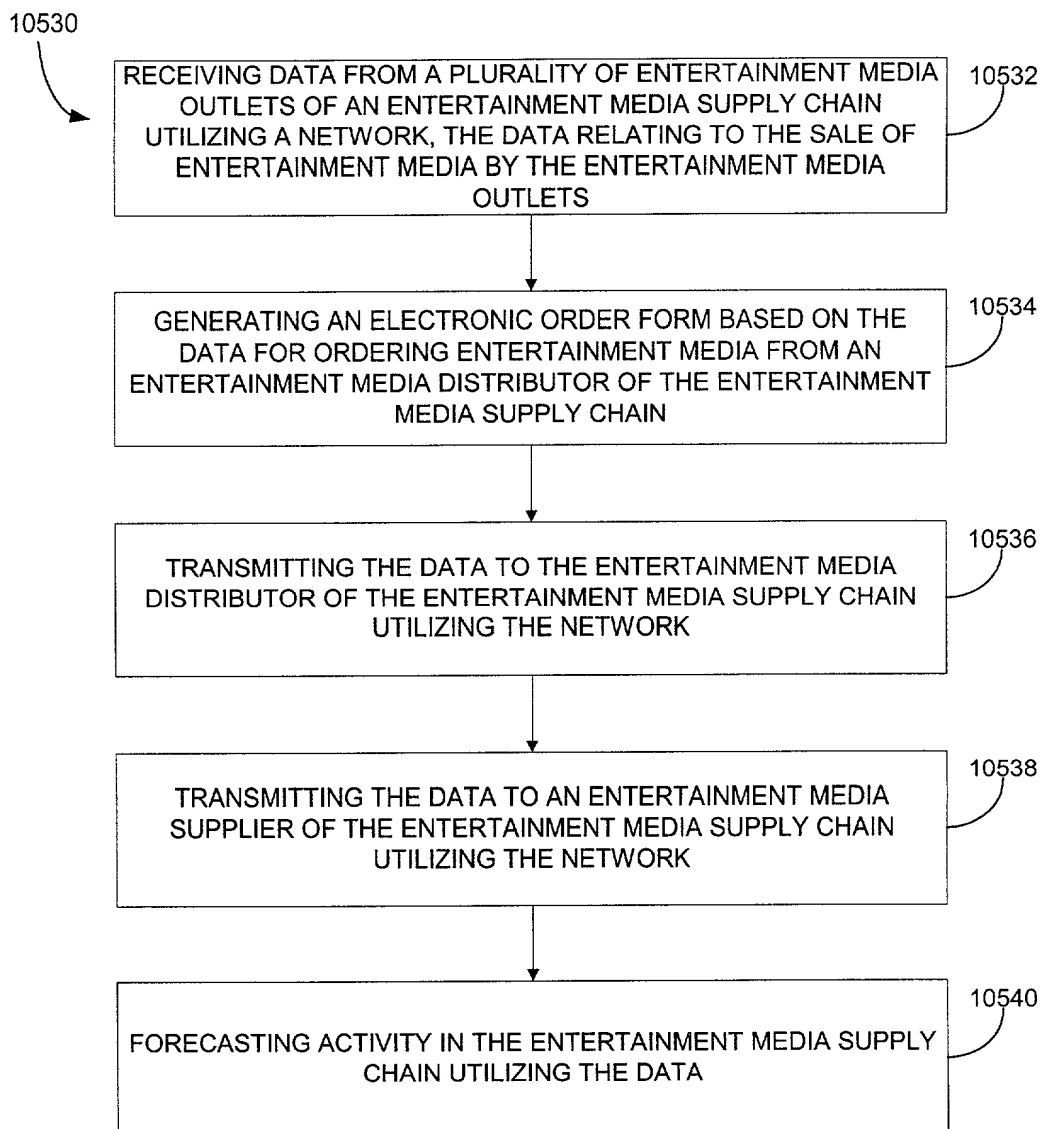 10530
RECEIVING DATA FROM A PLURALITY OF ENTERTAINMENT MEDIA
OUTLETS OF AN ENTERTAINMENT MEDIA SUPPLY CHAIN
UTILIZING A NETWORK, THE DATA RELATING TO THE SALE OF
ENTERTAINMENT MEDIA BY THE ENTERTAINMENT MEDIA
OUTLETS
10532
GENERATING AN ELECTRONIC ORDER FORM BASED ON THE
DATA FOR ORDERING ENTERTAINMENT MEDIA FROM AN
ENTERTAINMENT MEDIA DISTRIBUTOR OF THE ENTERTAINMENT
MEDIA SUPPLY CHAIN
10534
TRANSMITTING THE DATA TO THE ENTERTAINMENT MEDIA
DISTRIBUTOR OF THE ENTERTAINMENT MEDIA SUPPLY CHAIN
UTILIZING THE NETWORK
10536
TRANSMITTING THE DATA TO AN ENTERTAINMENT MEDIA
SUPPLIER OF THE ENTERTAINMENT MEDIA SUPPLY CHAIN
UTILIZING THE NETWORK
10538
FORECASTING ACTIVITY IN THE ENTERTAINMENT MEDIA SUPPLY
CHAIN UTILIZING THE DATA
10540